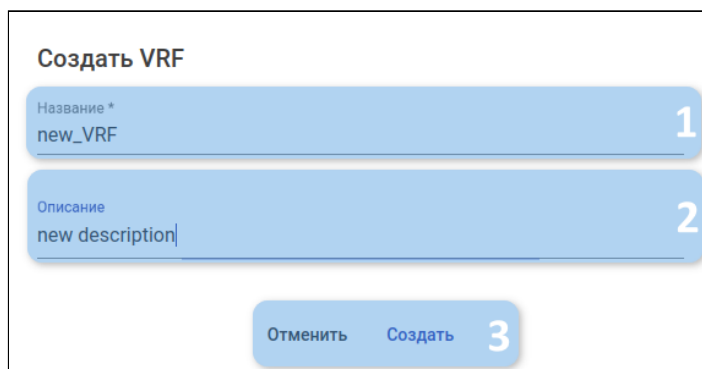 Создать VRF
Название *
new_VRF
1
Описание
new description
2
Отменить Создать 3